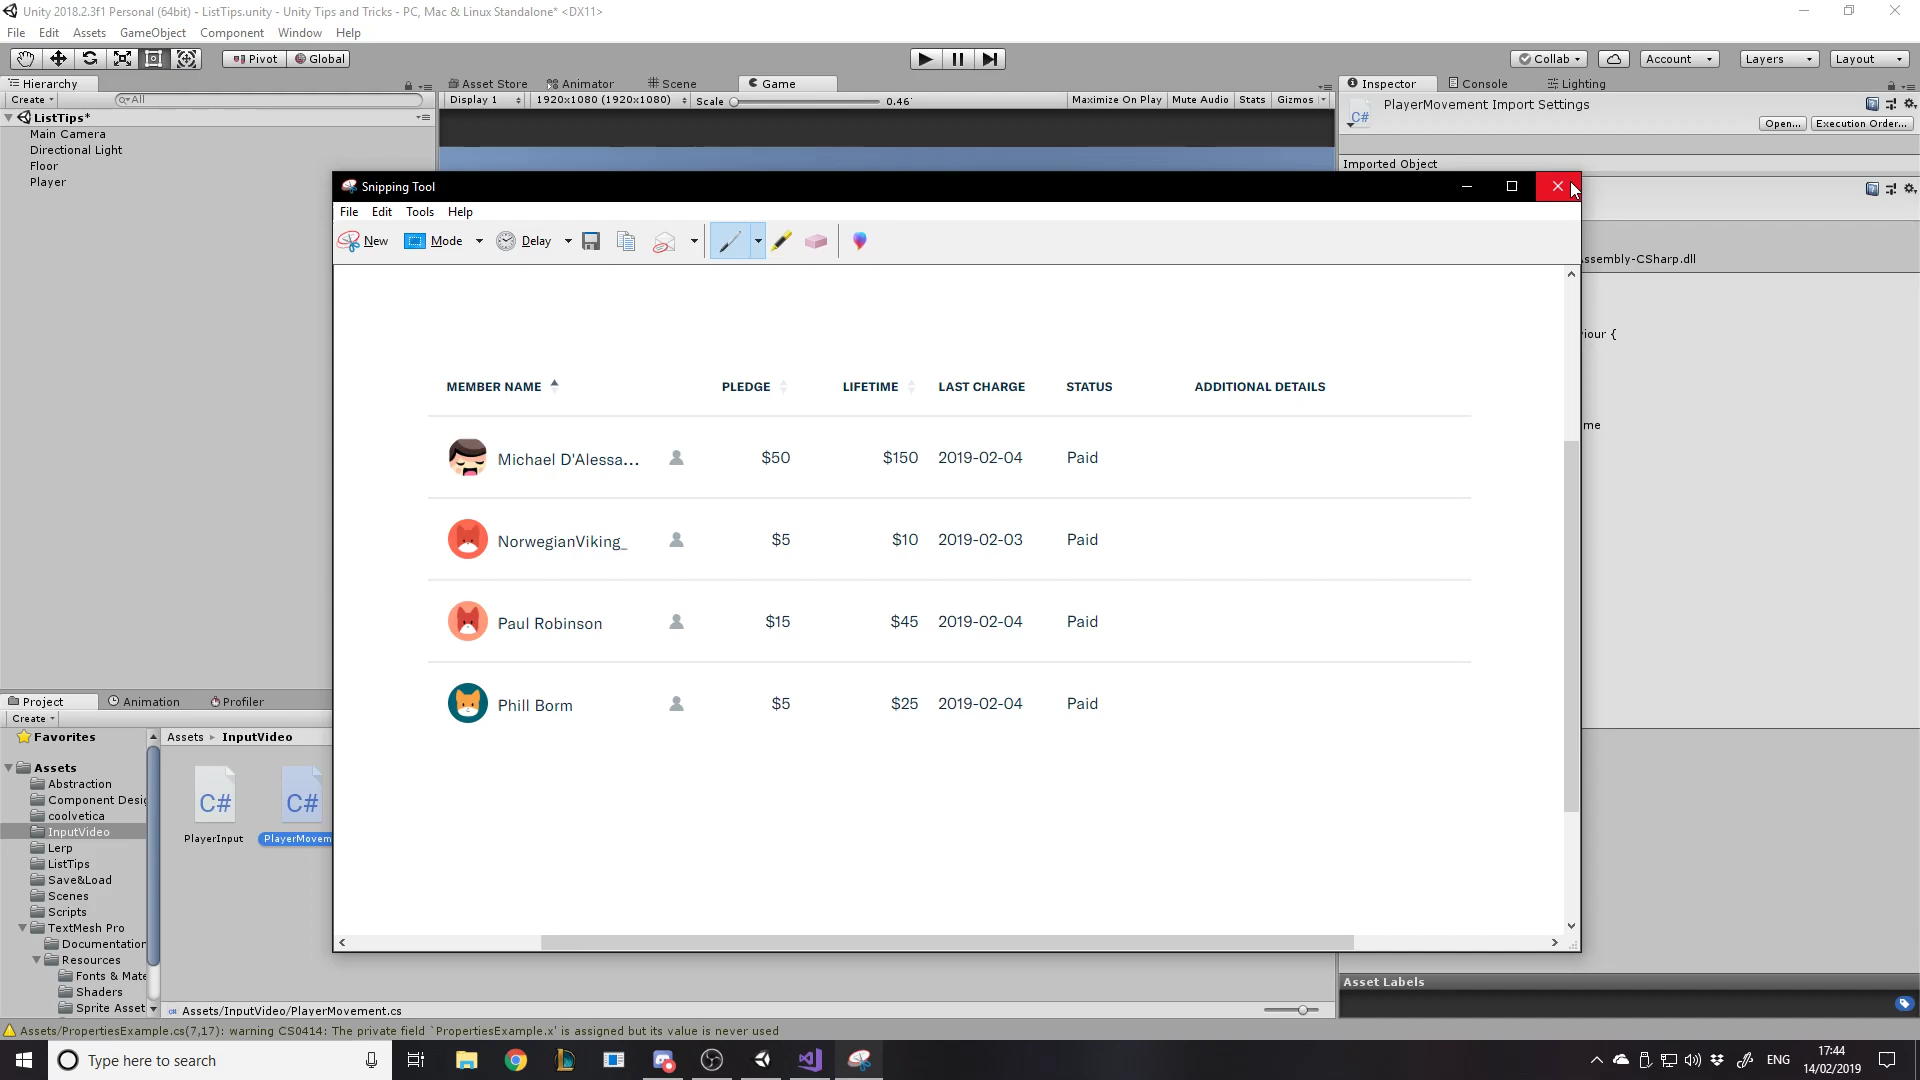 Unity 2018.2.3f1 Personal (64bit) - ListTips.unity - Unity Tips and Tricks - PC, Mac & Linux Standalone* <DX11>
File Edit Assets GameObject Component Window Help
Pivot Global Collab Account Layers Layout
Hierarchy Asset Store Animator Scene Game Inspector Console Lighting
Create All Display 1 1920x1080 (1920x1080) Scale 0.46 Maximize On Play Mute Audio Stats Gizmos PlayerMovement Import Settings
ListTips*
C# Open... Execution Order...
Main Camera
Directional Light
Floor
Player
Imported Object
Snipping Tool
File Edit Tools Help
New Mode Delay
ssembly-CSharp.dll
iour {
me
MEMBER NAME PLEDGE LIFETIME LAST CHARGE STATUS ADDITIONAL DETAILS
Michael D'Alessa... $50 $150 2019-02-04 Paid
NorwegianViking_ $5 $10 2019-02-03 Paid
Paul Robinson $15 $45 2019-02-04 Paid
Phill Borm $5 $25 2019-02-04 Paid
Project Animation Profiler
Create
Favorites
Assets
Abstraction
Component Desig
coolvetica
InputVideo
Lerp
ListTips
Save&Load
Scenes
Scripts
TextMesh Pro
Documentation
Resources
Fonts & Mate
Shaders
Sprite Asset
Assets InputVideo
C# C#
PlayerInput PlayerMovem
Assets/InputVideo/PlayerMovement.cs
Asset Labels
Assets/PropertiesExample.cs(7,17): warning CS0414: The private field `PropertiesExample.x' is assigned but its value is never used
Type here to search
ENG
17:44
14/02/2019